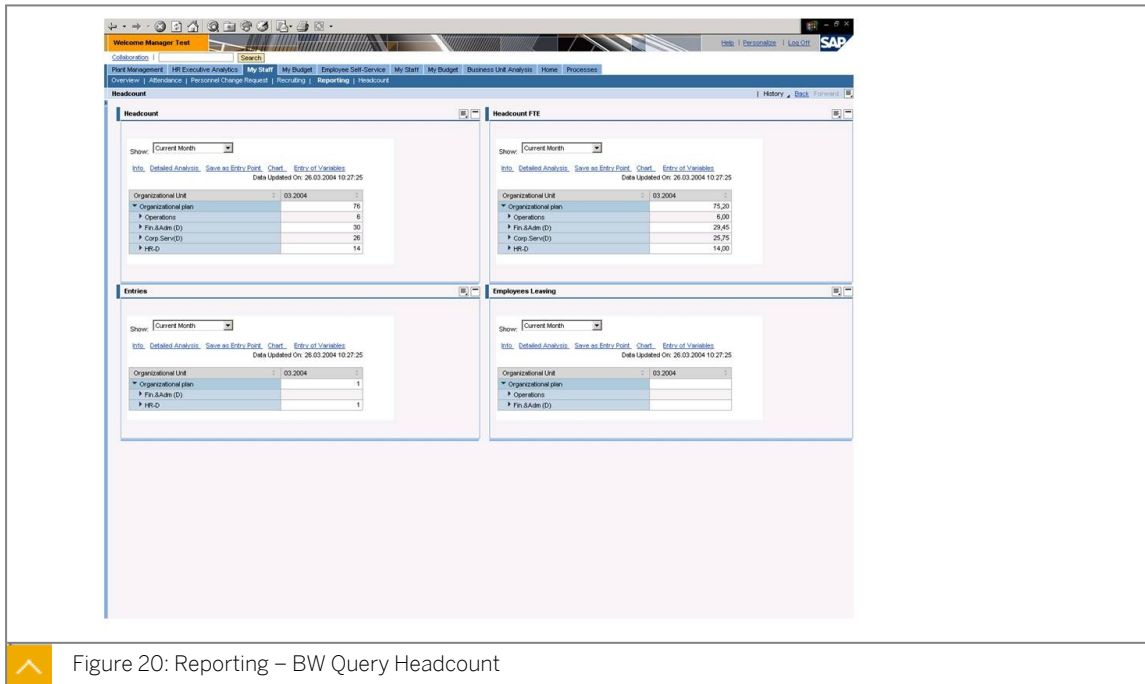 Welcome Manager Test
Help | Personalize | Log Off SAP
Collaboration | Search
Plant Management HR Executive Analytics My Staff My Budget Employee Self-Service My Staff My Budget Business Unit Analysis Home Processes
Overview | Attendance | Personnel Change Request | Recruiting | Reporting | Headcount
Headcount | History Back Forward
Headcount
Show: Current Month
Info Detailed Analysis Save as Entry Point Chart Entry of Variables
Data Updated On: 26.03.2004 10:27:25
Organizational Unit 03.2004
Organizational plan 76
Operations 6
Fin.&Adm (D) 30
Corp.Serv(D) 26
HR-D 14
Headcount FTE
Show: Current Month
Info Detailed Analysis Save as Entry Point Chart Entry of Variables
Data Updated On: 26.03.2004 10:27:25
Organizational Unit 03.2004
Organizational plan 75,20
Operations 6,00
Fin.&Adm (D) 29,45
Corp.Serv(D) 25,75
HR-D 14,00
Entries
Show: Current Month
Info Detailed Analysis Save as Entry Point Chart Entry of Variables
Data Updated On: 26.03.2004 10:27:25
Organizational Unit 03.2004
Organizational plan 1
Fin.&Adm (D)
HR-D 1
Employees Leaving
Show: Current Month
Info Detailed Analysis Save as Entry Point Chart Entry of Variables
Data Updated On: 26.03.2004 10:27:25
Organizational Unit 03.2004
Organizational plan
Operations
Fin.&Adm (D)
Figure 20: Reporting – BW Query Headcount